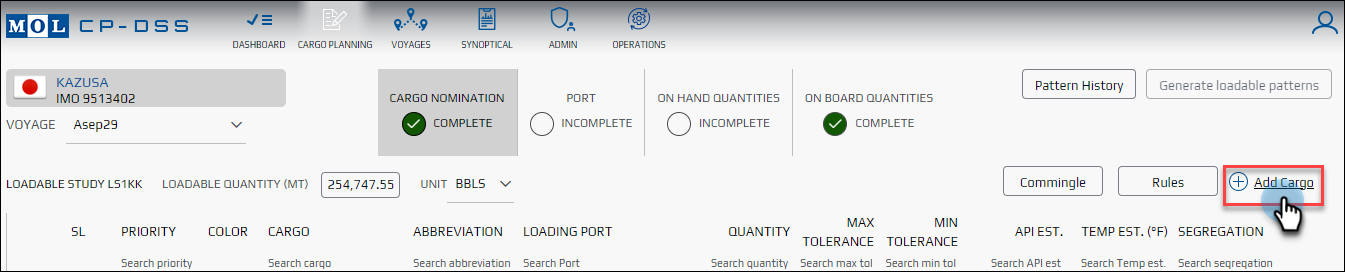 MOL CP-DSS
DASHBOARD CARGO PLANNING VOYAGES SYNOPTICAL ADMIN OPERATIONS
KAZUSA
IMO 9513402
VOYAGE Asep29
CARGO NOMINATION PORT ON HAND QUANTITIES ON BOARD QUANTITIES
COMPLETE INCOMPLETE INCOMPLETE COMPLETE
Pattern History Generate loadable patterns
LOADABLE STUDY LS1KK LOADABLE QUANTITY (MT) 254,747.55 UNIT BBLS Commingle Rules Add Cargo
SL PRIORITY COLOR CARGO ABBREVIATION LOADING PORT QUANTITY MAX TOLERANCE MIN TOLERANCE API EST. TEMP EST. (°F) SEGREGATION
Search priority Search cargo Search abbreviation Search Port Search quantity Search max tol Search min tol Search API est Search Temp est. Search segregation